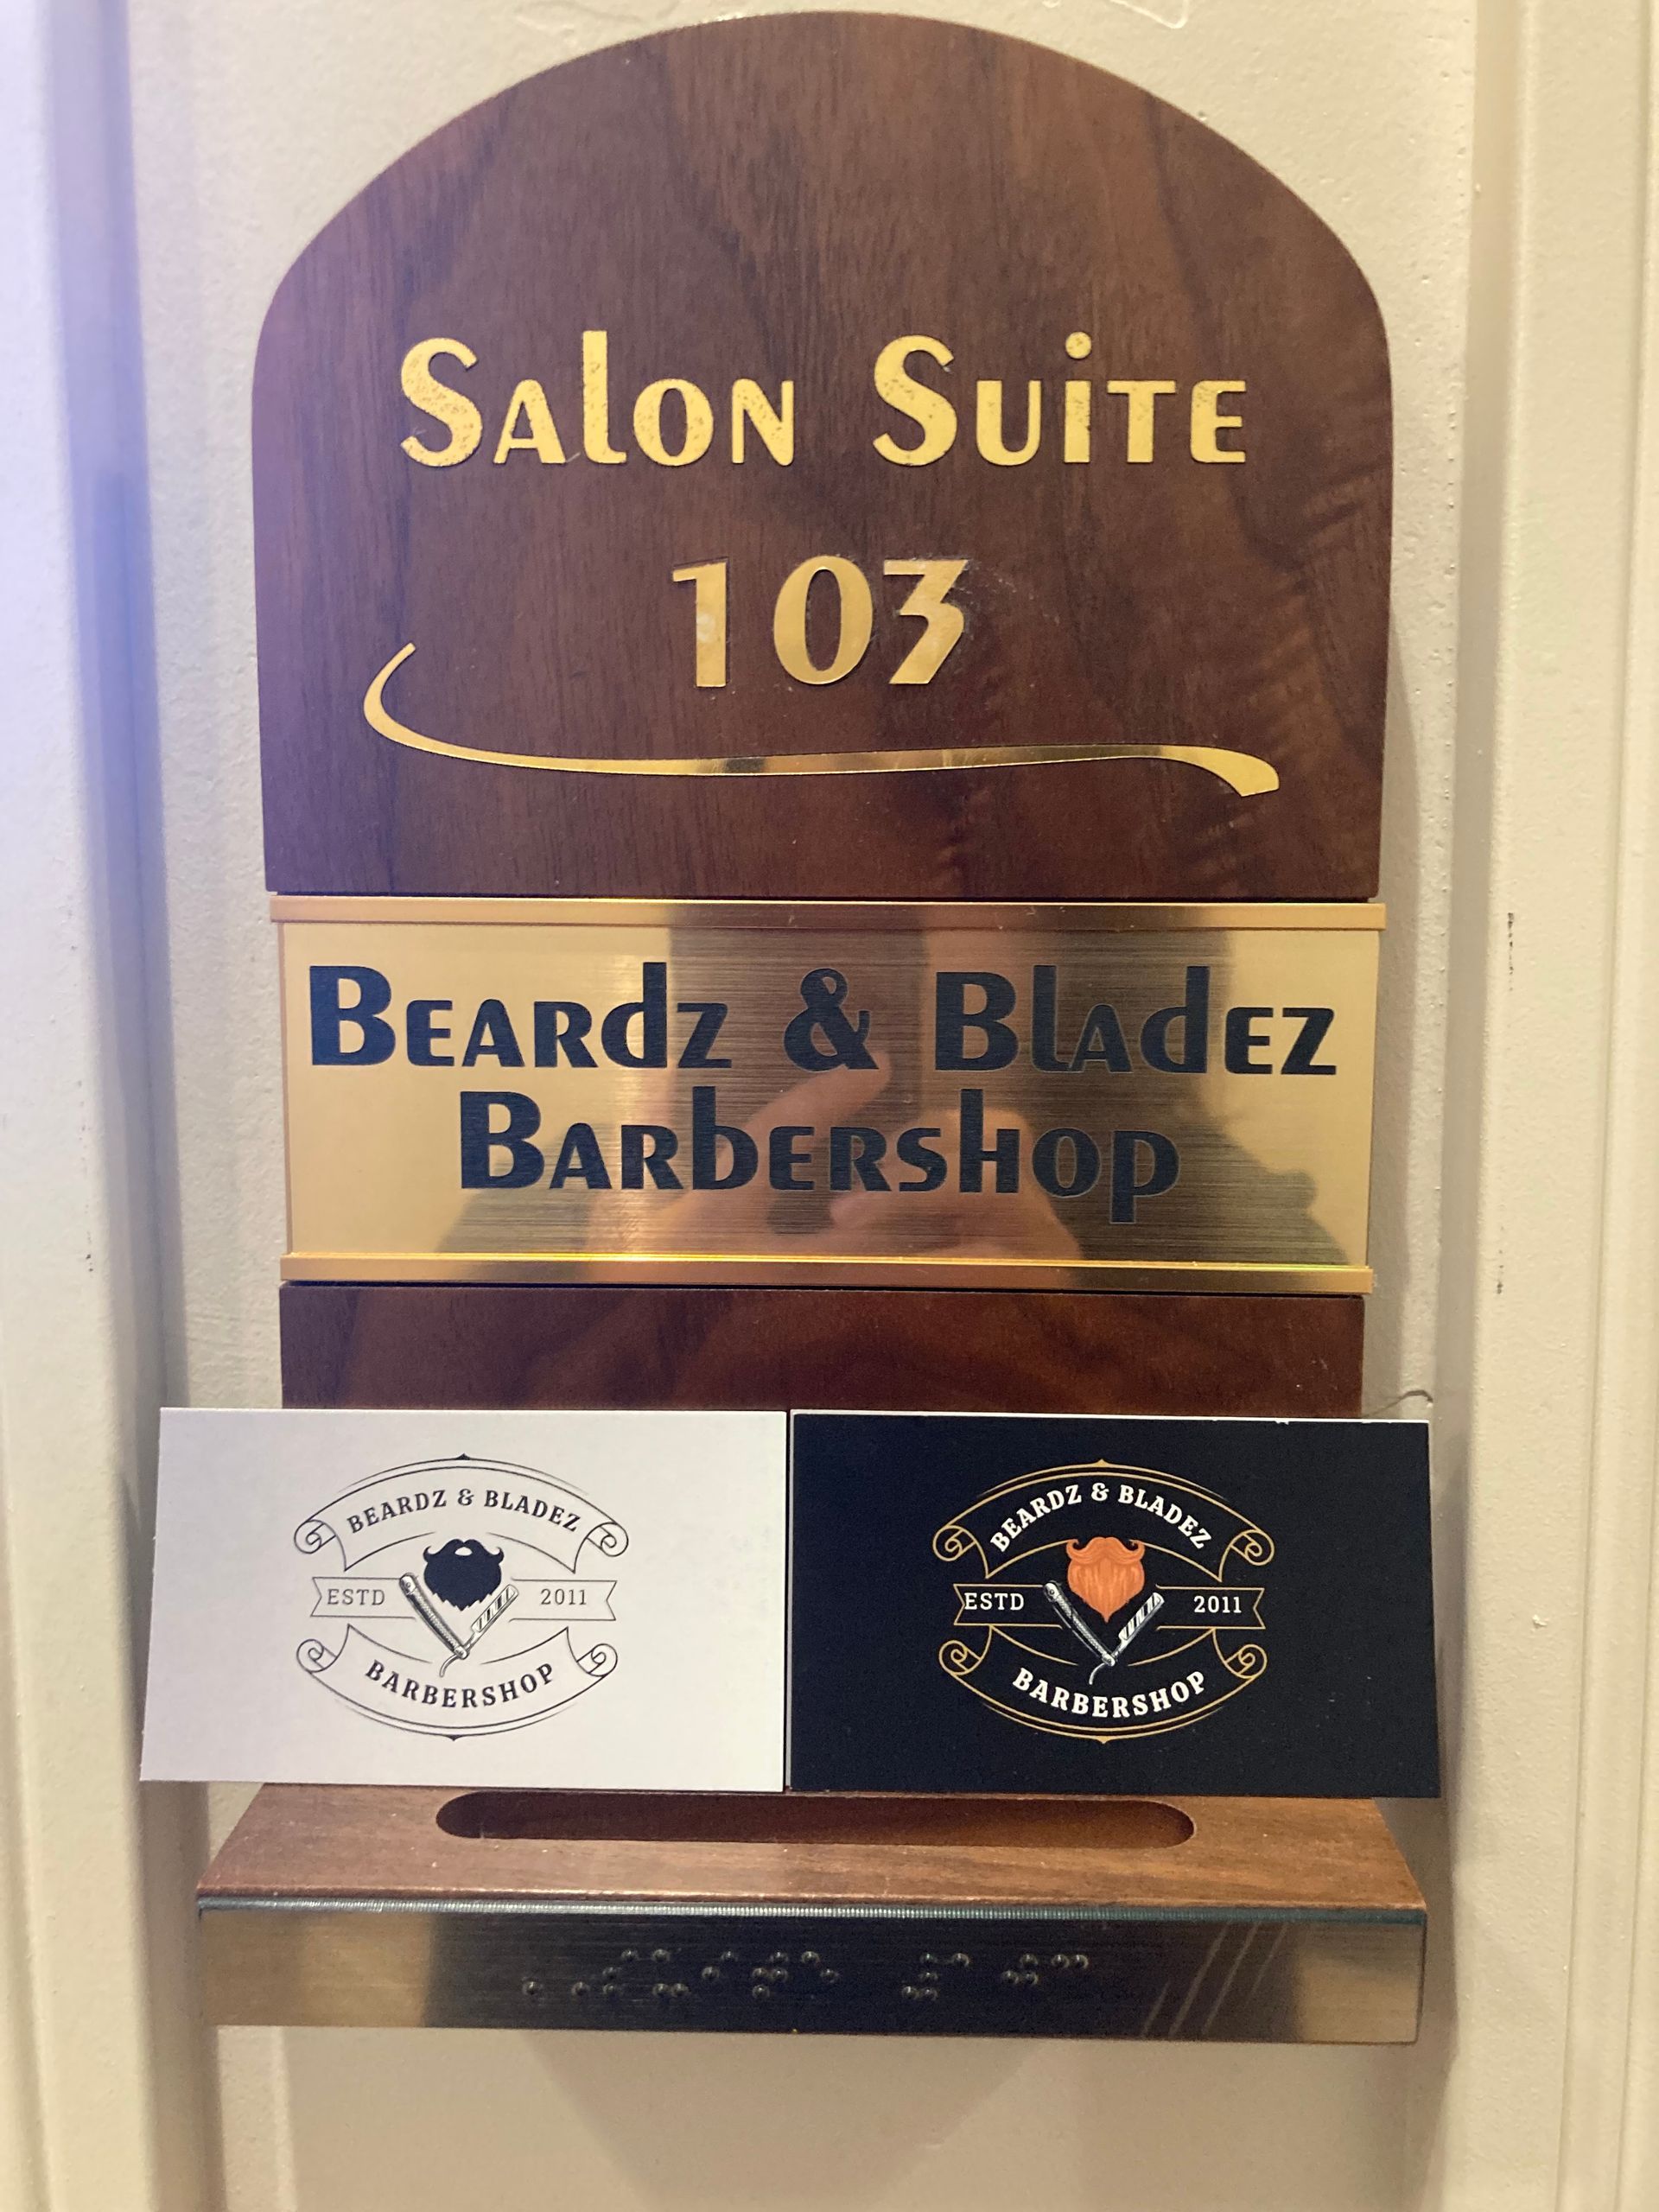 Salon Suite
103
Beardz & Bladez
Barbershop
BEARDZ & BLADEZ
ESTD 2011
BARBERSHOP
BEARDZ & BLADEZ
ESTD 2011
BARBERSHOP